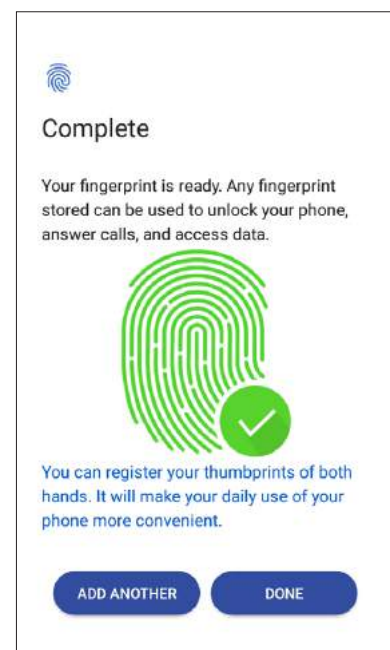 Complete
Your fingerprint is ready. Any fingerprint
stored can be used to unlock your phone,
answer calls, and access data.
You can register your thumbprints of both
hands. It will make your daily use of your
phone more convenient.
ADD ANOTHER
DONE